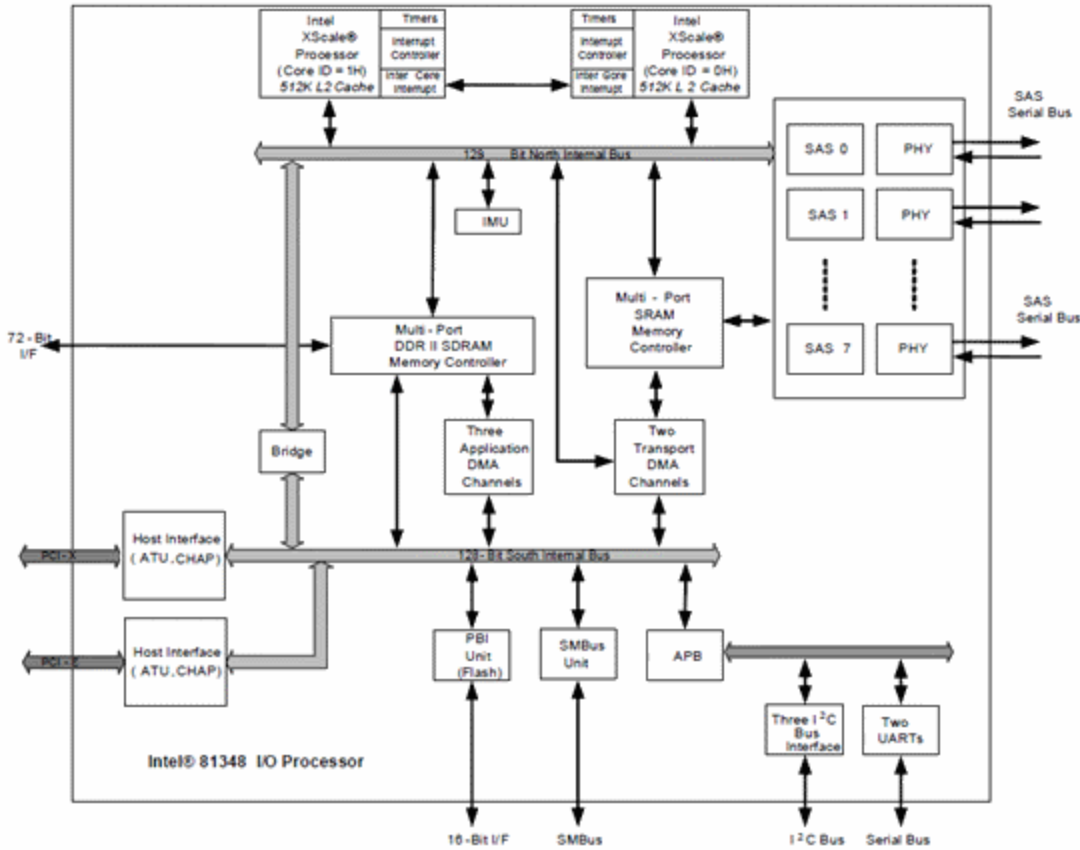 Intel
XScale®
Processor
(Core ID = 1H)
512K L2 Cache
Timers
Interrupt
Controller
Inter Core
Interrupt
Timers
Interrupt
Controller
Inter Core
Interrupt
Intel
XScale®
Processor
(Core ID = 0H)
512K L 2 Cache
SAS
Serial Bus
129 Bit North Internal Bus
SAS 0
PHY
IMU
SAS 1
PHY
Multi - Port
SRAM
Memory
Controller
SAS
Serial Bus
72 - Bit
I/F
Multi - Port
DDR II SDRAM
Memory Controller
SAS 7
PHY
Bridge
Three
Application
DMA
Channels
Two
Transport
DMA
Channels
PCI - X
Host Interface
( ATU , CHAP)
128 - Bit South Internal Bus
Host Interface
( ATU , CHAP)
PBI
Unit
(Flash)
SMBus
Unit
APB
Three I²C
Bus
Interface
Two
UARTs
Intel® 81348 I/O Processor
16 - Bit I/F
SMBus
I²C Bus
Serial Bus